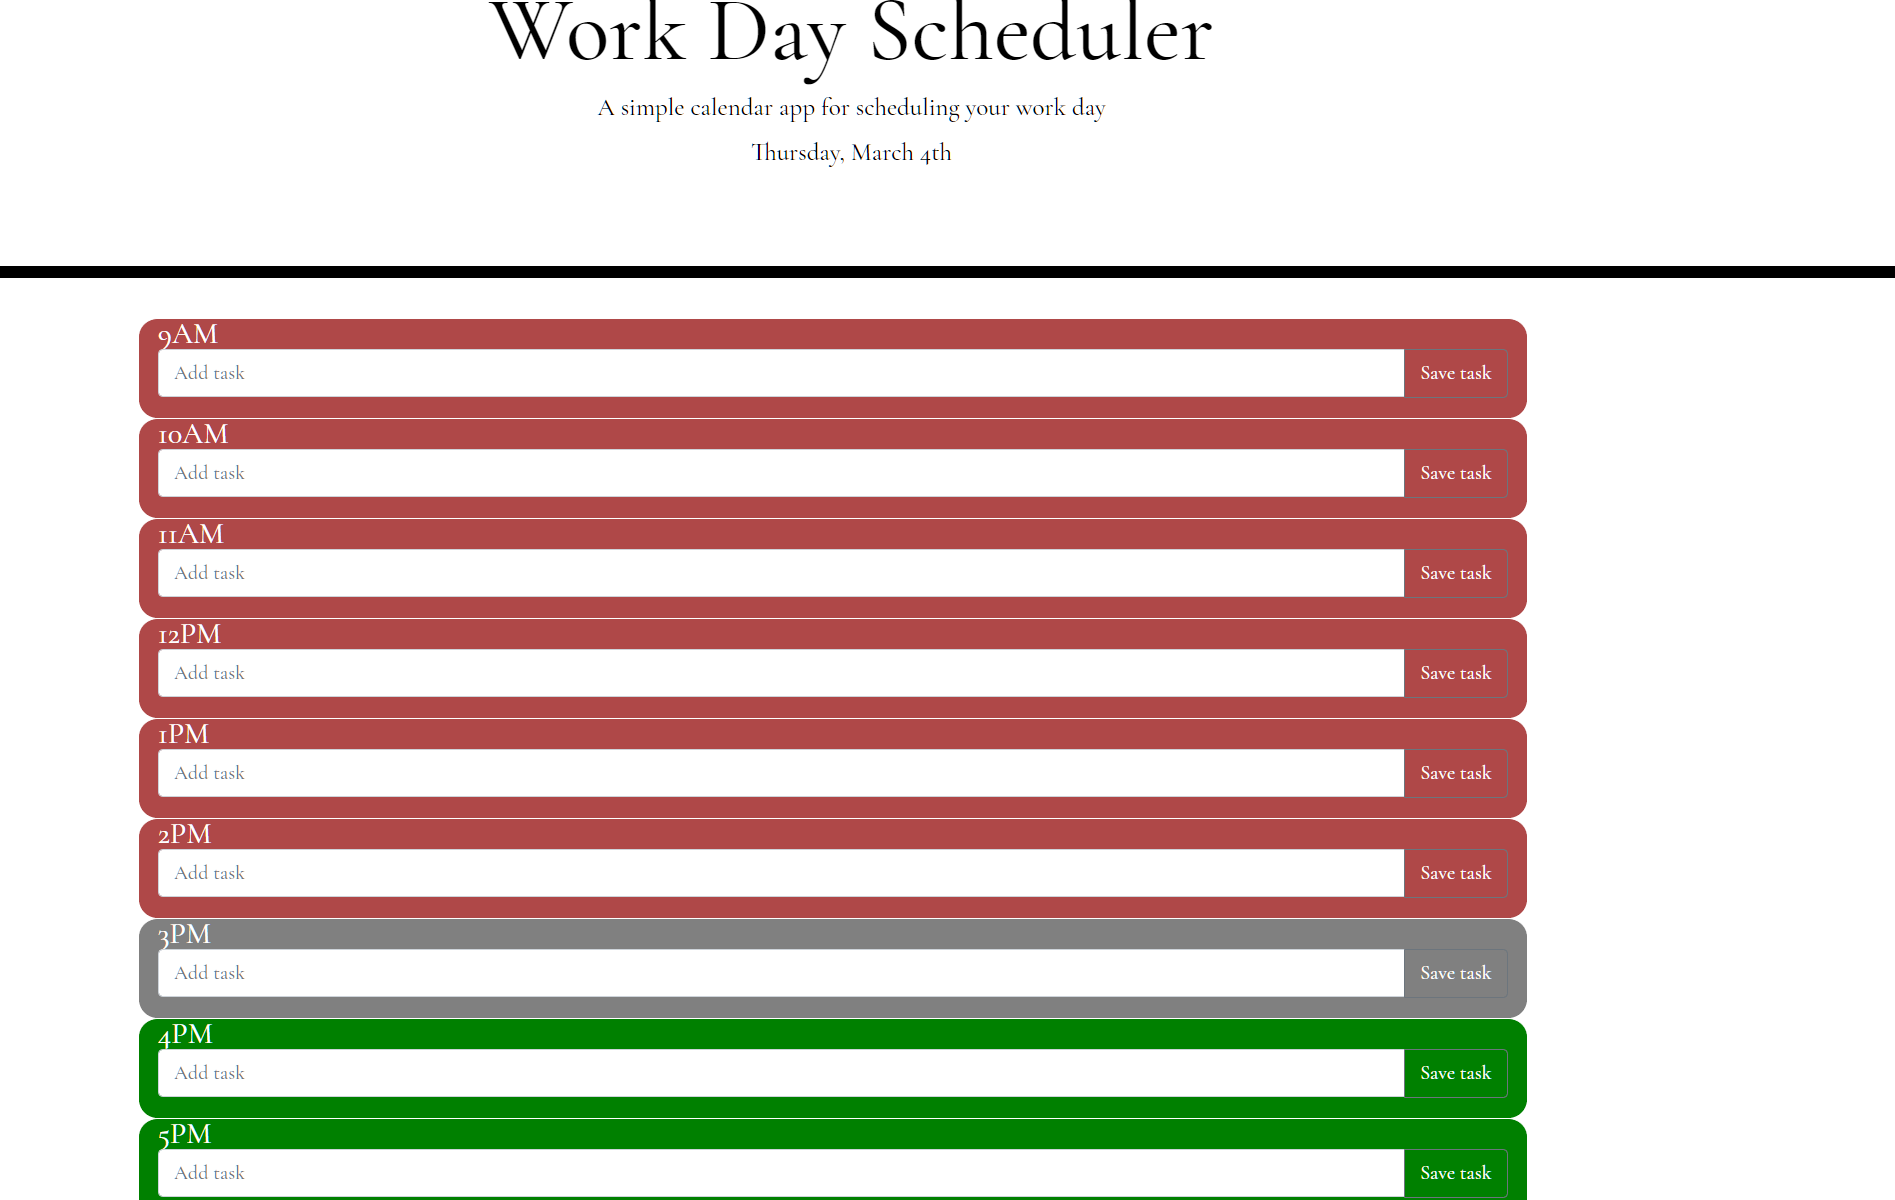 Work Day Scheduler
A simple calendar app for scheduling your work day
Thursday, March 4th
9AM
Add task Save task
10AM
Add task Save task
11AM
Add task Save task
12PM
Add task Save task
1PM
Add task Save task
2PM
Add task Save task
3PM
Add task Save task
4PM
Add task Save task
5PM
Add task Save task